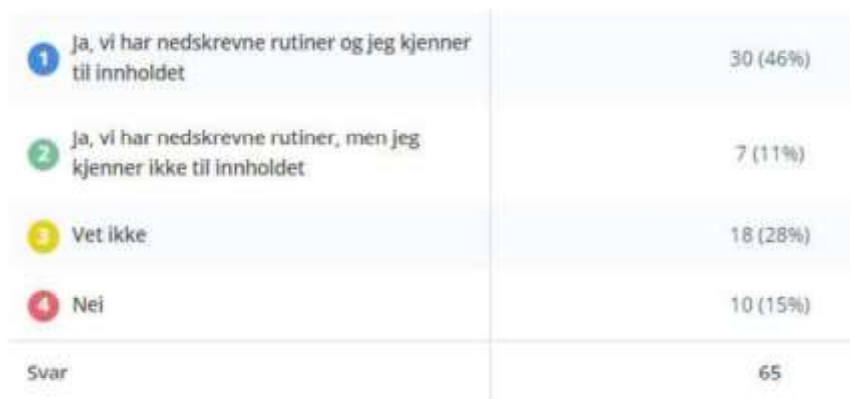 1 Ja, vi har nedskrevne rutiner og jeg kjenner
til innholdet
30 (46%)
2 Ja, vi har nedskrevne rutiner, men jeg
kjenner ikke til innholdet
7 (11%)
3 Vet ikke
18 (28%)
4 Nei
10 (15%)
Svar
65